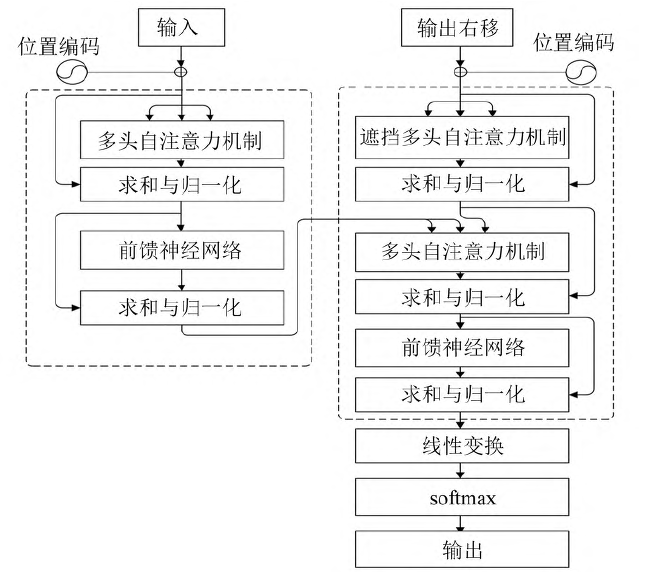 输入
位置编码
多头自注意力机制
求和与归一化
前馈神经网络
求和与归一化
输出右移
位置编码
遮挡多头自注意力机制
求和与归一化
多头自注意力机制
求和与归一化
前馈神经网络
求和与归一化
线性变换
softmax
输出